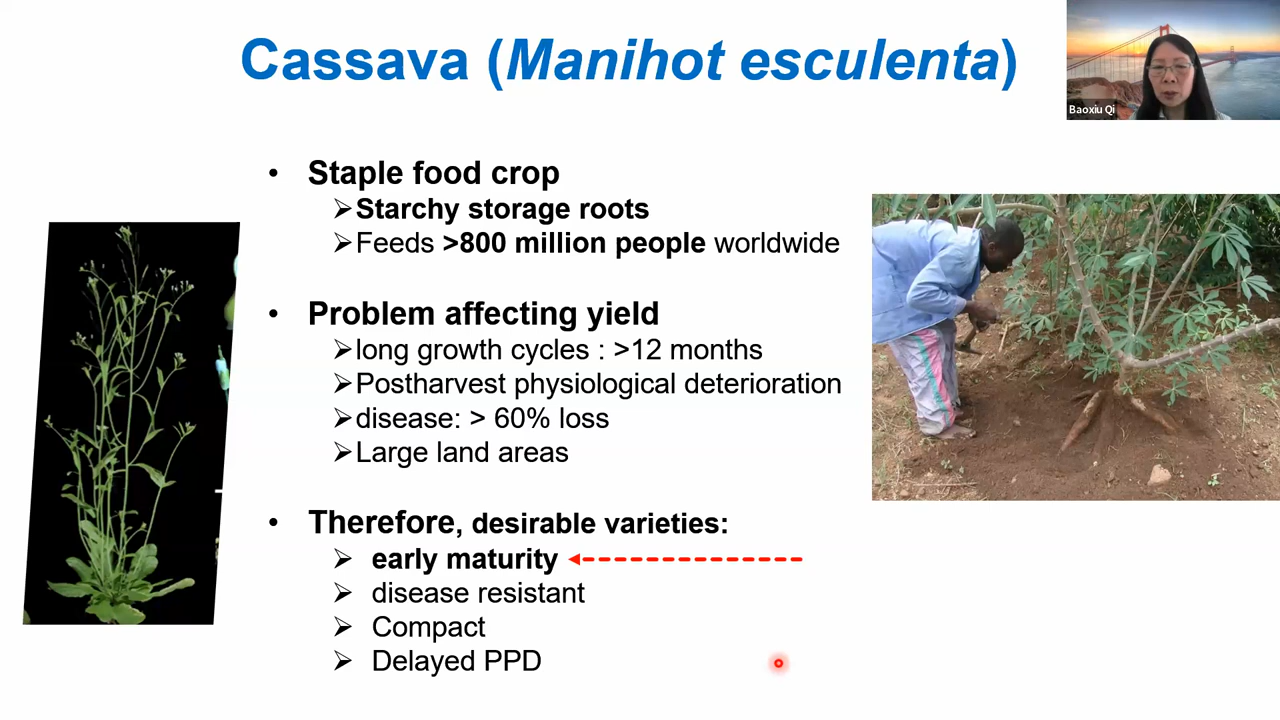 Cassava (Manihot esculenta)
Baoxiu Qi
• Staple food crop
➢Starchy storage roots
➢Feeds >800 million people worldwide
• Problem affecting yield
➢long growth cycles : >12 months
➢Postharvest physiological deterioration
➢disease: > 60% loss
➢Large land areas
• Therefore, desirable varieties:
➢ early maturity
➢ disease resistant
➢ Compact
➢ Delayed PPD